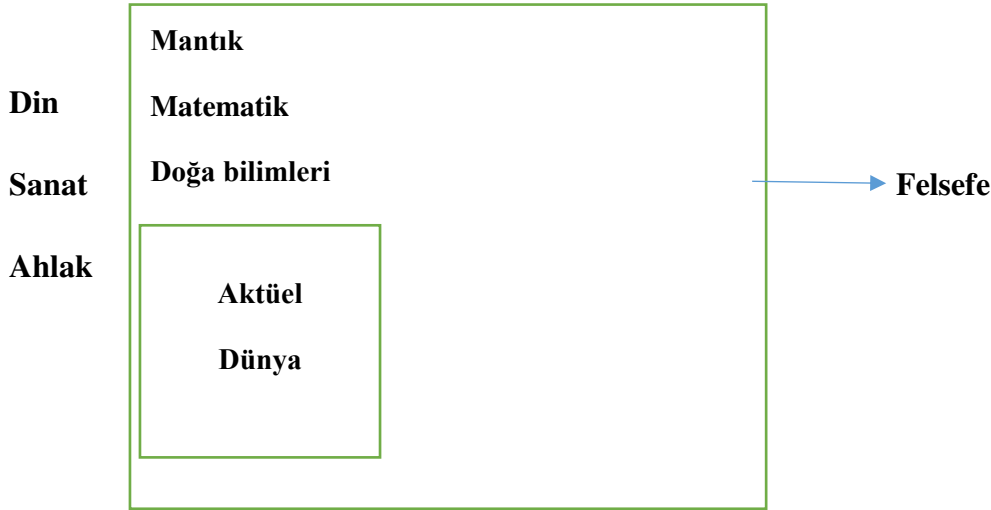 Mantık
Din
Matematik
Doğa bilimleri
Sanat
Felsefe
Ahlak
Aktüel
Dünya